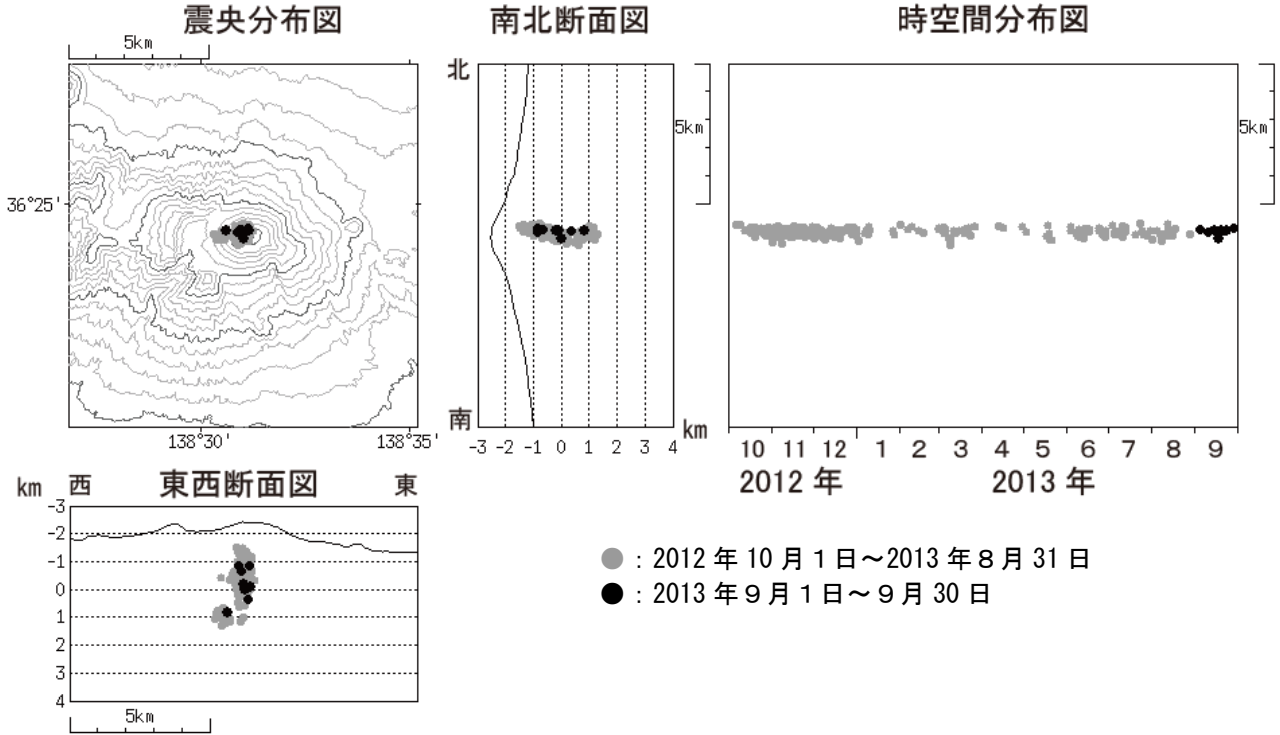 震央分布図
南北断面図
時空間分布図
5km
36°25'
138°30' 138°35'
北
南
5km
-3 -2 -1 0 1 2 3 4 km
5km
10 11 12 1 2 3 4 5 6 7 8 9
2012 年 2013 年
km 西 東西断面図 東
-3
-2
-1
0
1
2
3
4
5km
●：2012 年 10 月１日～2013 年８月 31 日
●：2013 年９月１日～９月 30 日